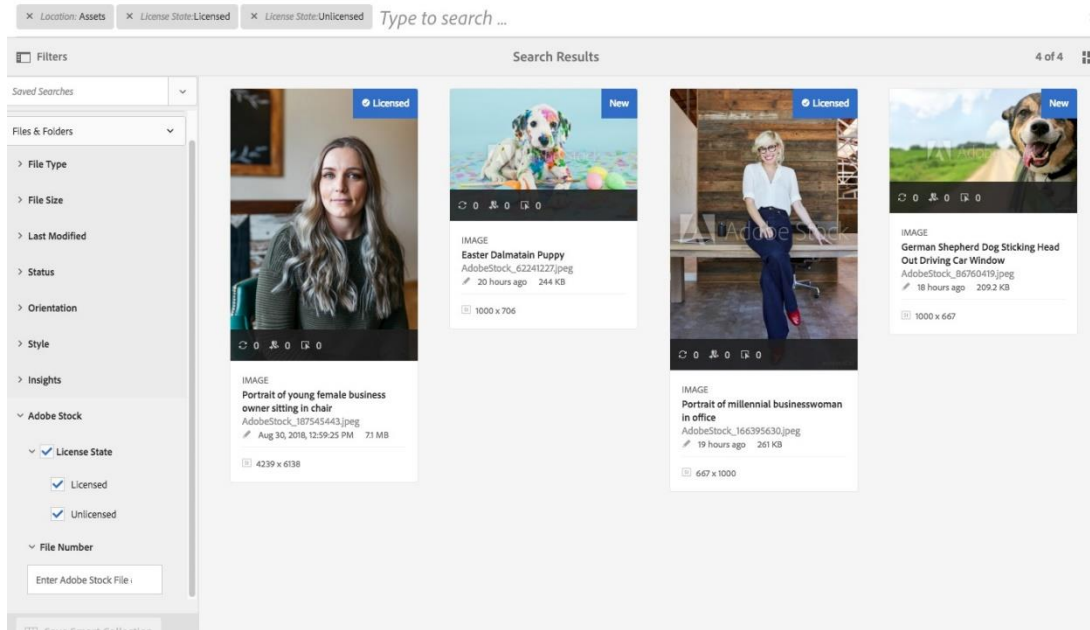 × Location: Assets × License State:Licensed × License State:Unlicensed Type to search ...
Filters Search Results 4 of 4
Saved Searches
Files & Folders
> File Type
> File Size
> Last Modified
> Status
> Orientation
> Style
> Insights
Adobe Stock
License State
Licensed
Unlicensed
File Number
Enter Adobe Stock File
Licensed
0 0 0
IMAGE
Portrait of young female business
owner sitting in chair
AdobeStock_187545443.jpeg
Aug 30, 2018, 12:59:25 PM 7.1 MB
4239 x 6138
New
0 0 0
IMAGE
Easter Dalmatain Puppy
AdobeStock_62241227.jpeg
20 hours ago 244 KB
1000 x 706
Licensed
Adobe Stock
0 0 0
IMAGE
Portrait of millennial businesswoman
in office
AdobeStock_166395630.jpeg
19 hours ago 261 KB
667 x 1000
New
0 0 0
IMAGE
German Shepherd Dog Sticking Head
Out Driving Car Window
AdobeStock_86760419.jpeg
18 hours ago 209.2 KB
1000 x 667